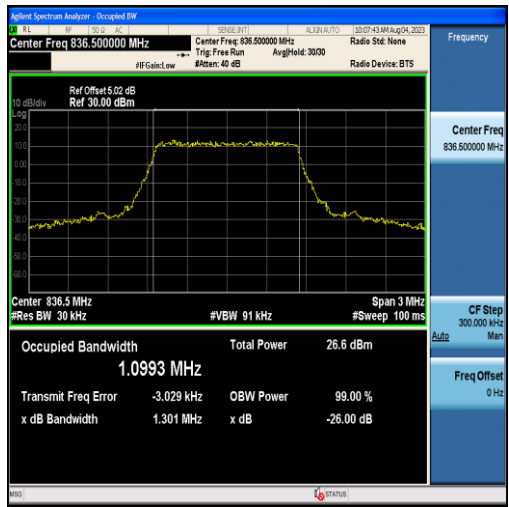 Agilent Spectrum Analyzer - Occupied BW
RL RF 50 Ω AC SENSE:INT ALIGN AUTO 10:07:43 AM Aug 04, 2023
Center Freq 836.500000 MHz
Center Freq: 836.500000 MHz
Radio Std: None
Trig: Free Run Avg|Hold: 30/30
#IFGain:Low #Atten: 40 dB Radio Device: BTS
Frequency
Ref Offset 5.02 dB
10 dB/div Ref 30.00 dBm
Log
20.0
10.0
0.00
-10.0
-20.0
-30.0
-40.0
-50.0
-60.0
Center Freq
836.500000 MHz
Center 836.5 MHz Span 3 MHz
#Res BW 30 kHz #VBW 91 kHz #Sweep 100 ms
CF Step
300.000 kHz
Auto Man
Occupied Bandwidth Total Power 26.6 dBm
1.0993 MHz
Transmit Freq Error -3.029 kHz OBW Power 99.00 %
x dB Bandwidth 1.301 MHz x dB -26.00 dB
Freq Offset
0 Hz
MSG STATUS